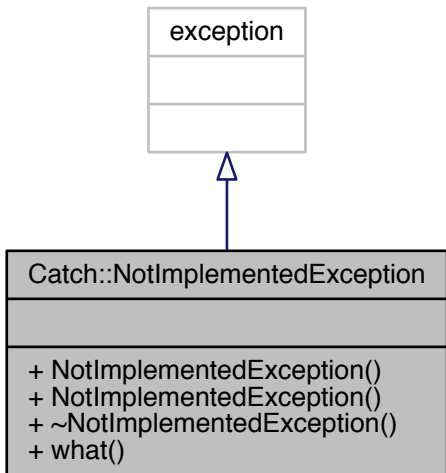 exception
Catch::NotImplementedException
+ NotImplementedException()
+ NotImplementedException()
+ ~NotImplementedException()
+ what()